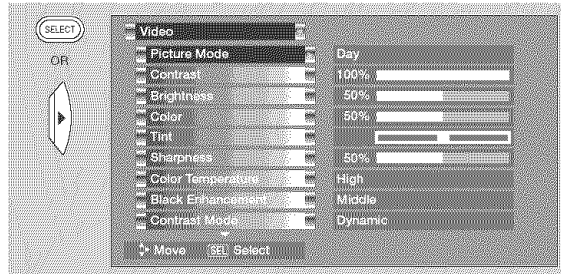 SELECT
OR
Video
Picture Mode Day
Contrast 100%
Brightness 50%
Color 50%
Tint
Sharpness 50%
Color Temperature High
Black Enhancement Middle
Contrast Mode Dynamic
Move SEL Select